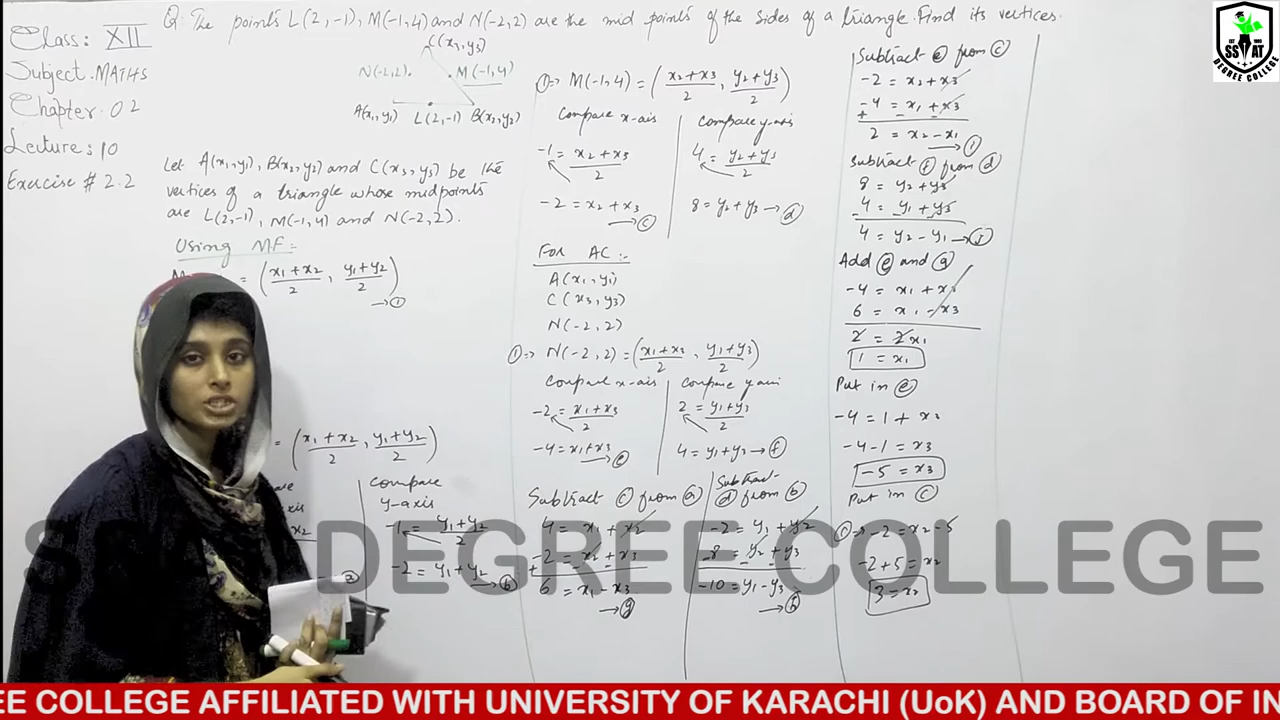 Class: XII
Subject: MATHS
Chapter: 02
Lecture: 10
Exercise # 2.2
Q: The points L(2,-1), M(-1,4) and N(-2,2) are the mid points of the sides of a triangle. Find its vertices.
C(x3,y3)
N(-2,2)
M(-1,4)
A(x1,y1) L(2,-1) B(x2,y2)
Let A(x1,y1), B(x2,y2) and C(x3,y3) be the
vertices of a triangle whose midpoints
are L(2,-1), M(-1,4) and N(-2,2).
Using MF:-
= (x1+x2/2, y1+y2/2)
→①
= (x1+x2/2, y1+y2/2)
→ⓐ
compare
y-axis
-1 = y1+y2/2
-2 = y1+y2
→ⓑ
①⇒ M(-1,4) = (x2+x3/2, y2+y3/2)
Compare x-axis
-1 = x2+x3/2
-2 = x2+x3
→ⓒ
compare y-axis
4 = y2+y3/2
8 = y2+y3 →ⓓ
For AC:-
A(x1,y1)
C(x3,y3)
N(-2,2)
①⇒ N(-2,2) = (x1+x3/2, y1+y3/2)
compare x-axis
-2 = x1+x3/2
-4 = x1+x3
→ⓔ
compare y axis
2 = y1+y3/2
4 = y1+y3 →ⓕ
Subtract ⓒ from ⓐ
4 = x1+x2
-2 = x2+x3
6 = x1-x3
→ⓖ
Subtract
ⓓ from ⓑ
-2 = y1+y2
8 = y2+y3
-10 = y1-y3
→ⓗ
Subtract ⓔ from ⓒ
-2 = x2+x3
-4 = x1+x3
2 = x2-x1
→ⓘ
Subtract ⓕ from ⓓ
8 = y2+y3
4 = y1+y3
4 = y2-y1 →ⓙ
Add ⓔ and ⓖ
-4 = x1+x3
6 = x1-x3
2 = 2x1
1 = x1
Put in ⓔ
-4 = 1+x3
-4-1 = x3
-5 = x3
Put in ⓒ
⇒ -2 = x2-5
-2+5 = x2
3 = x2
SSAT
DEGREE COLLEGE
DEGREE COLLEGE
EE COLLEGE AFFILIATED WITH UNIVERSITY OF KARACHI (UoK) AND BOARD OF IN